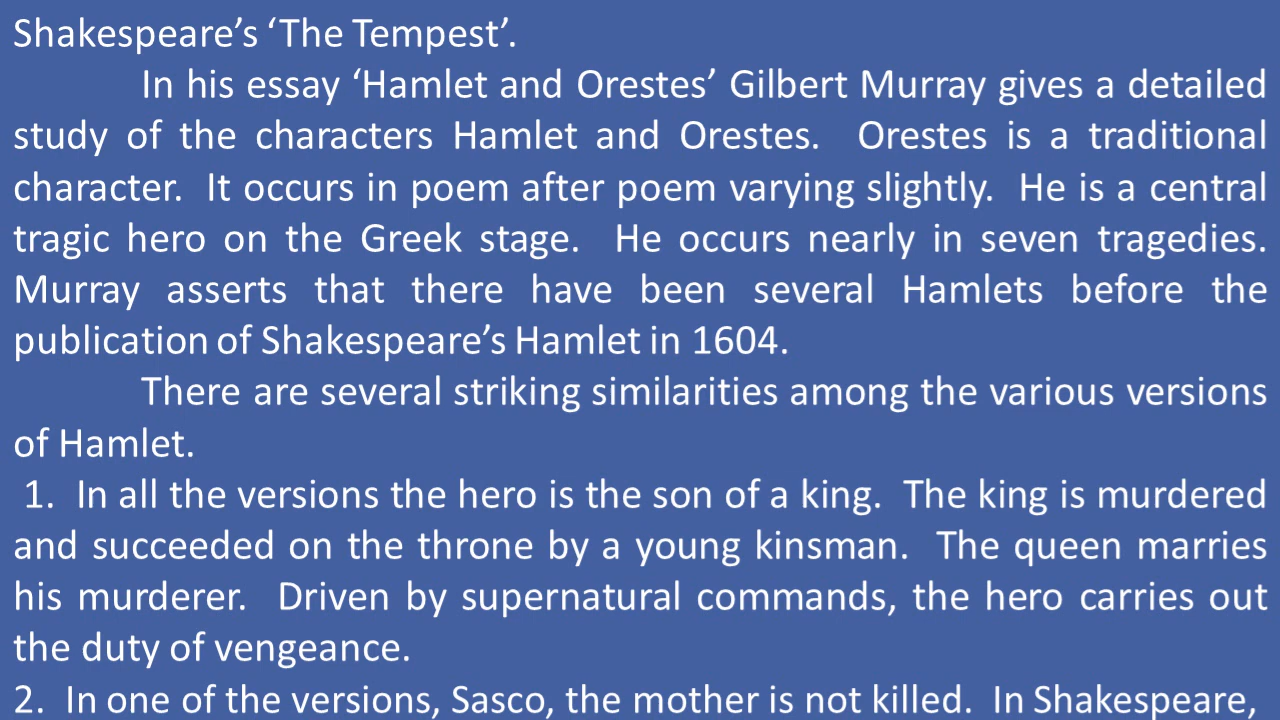 Shakespeare’s ‘The Tempest’.
In his essay ‘Hamlet and Orestes’ Gilbert Murray gives a detailed
study of the characters Hamlet and Orestes. Orestes is a traditional
character. It occurs in poem after poem varying slightly. He is a central
tragic hero on the Greek stage. He occurs nearly in seven tragedies.
Murray asserts that there have been several Hamlets before the
publication of Shakespeare’s Hamlet in 1604.
There are several striking similarities among the various versions
of Hamlet.
1. In all the versions the hero is the son of a king. The king is murdered
and succeeded on the throne by a young kinsman. The queen marries
his murderer. Driven by supernatural commands, the hero carries out
the duty of vengeance.
2. In one of the versions, Sasco, the mother is not killed. In Shakespeare,